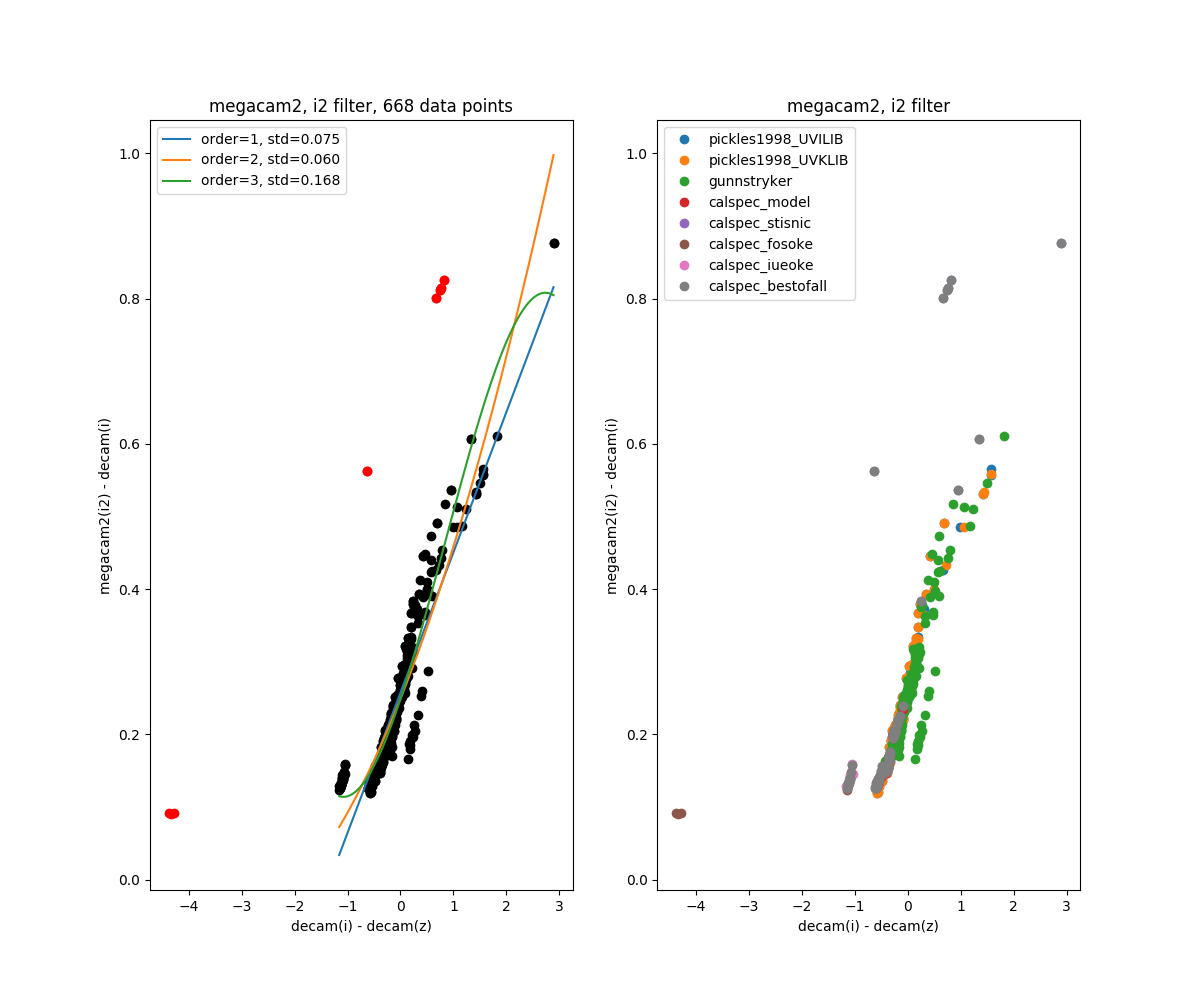 megacam2, i2 filter, 668 data points
order=1, std=0.075
order=2, std=0.060
order=3, std=0.168
1.0
0.8
0.6
0.4
0.2
0.0
megacam2(i2) - decam(i)
−4 −3 −2 −1 0 1 2 3
decam(i) - decam(z)
megacam2, i2 filter
pickles1998_UVILIB
pickles1998_UVKLIB
gunnstryker
calspec_model
calspec_stisnic
calspec_fosoke
calspec_iueoke
calspec_bestofall
1.0
0.8
0.6
0.4
0.2
0.0
megacam2(i2) - decam(i)
−4 −3 −2 −1 0 1 2 3
decam(i) - decam(z)